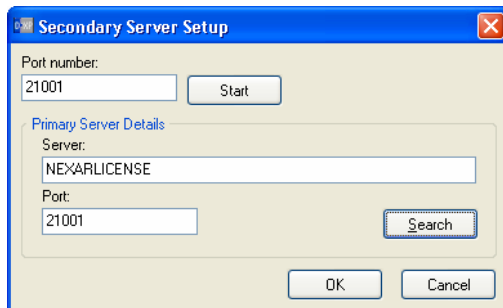 Secondary Server Setup
Port number:
21001
Start
Primary Server Details
Server:
NEXARLICENSE
Port:
21001
Search
OK
Cancel